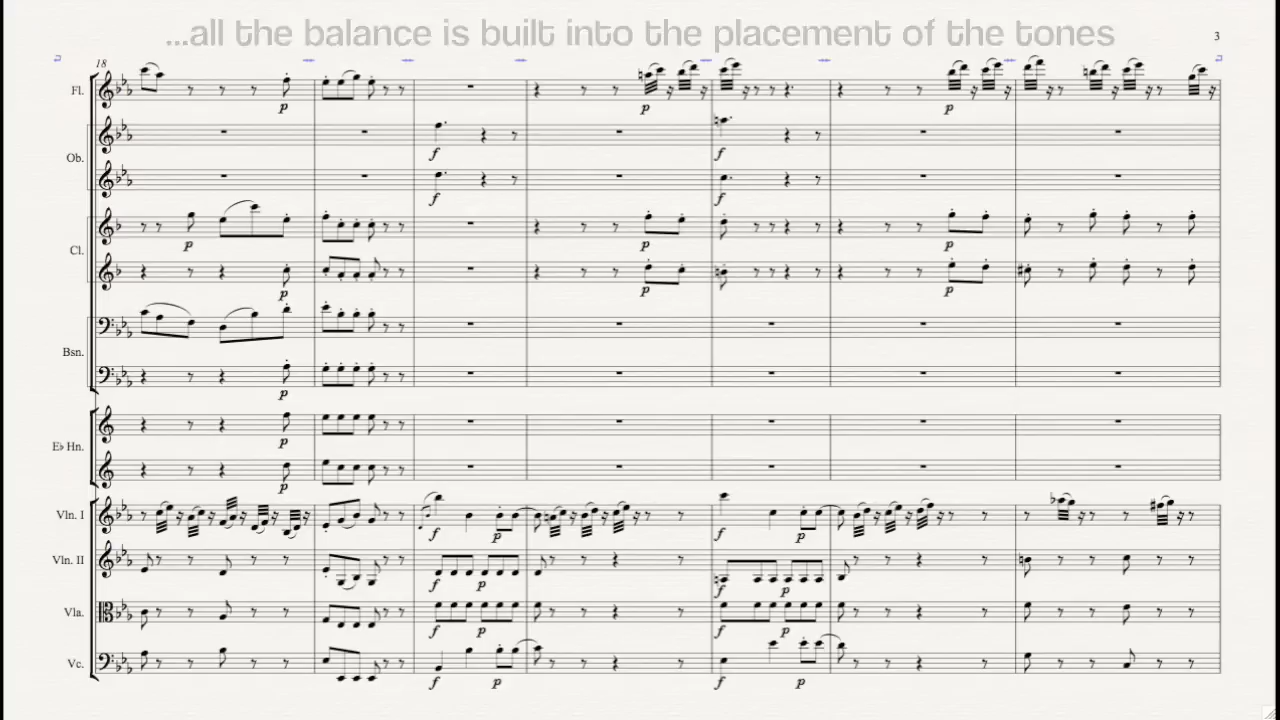 ...all the balance is built into the placement of the tones
3
18
Fl.
p
p
p
Ob.
f
f
f
f
Cl.
p
p
p
p
p
p
Bsn.
p
E♭ Hn.
p
p
Vln. I
f
p
f
p
Vln. II
f
p
f
p
Vla.
f
p
f
p
Vc.
f
p
f
p